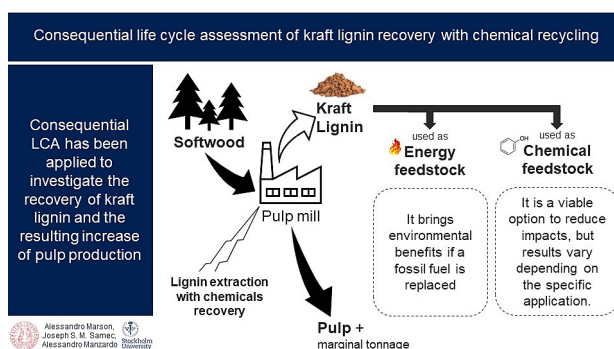 Consequential life cycle assessment of kraft lignin recovery with chemical recycling
Consequential
LCA has been
applied to
investigate the
recovery of kraft
lignin and the
resulting increase
of pulp production
Softwood
Kraft
Lignin
Pulp mill
Lignin extraction
with chemicals
recovery
Pulp +
marginal tonnage
used as
Energy
feedstock
It brings
environmental
benefits if a
fossil fuel is
replaced
OH
used as
Chemical
feedstock
It is a viable
option to reduce
impacts, but
results vary
depending on
the specific
application.
Alessandro Marson,
Joseph S. M. Samec,
Alessandro Manzardo
Stockholm
University